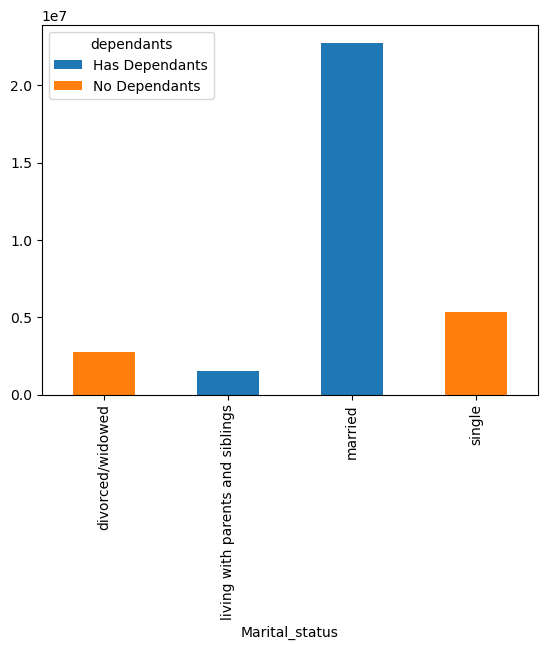 1e7
dependants
Has Dependants
No Dependants
2.0
1.5
1.0
0.5
0.0
divorced/widowed
living with parents and siblings
married
single
Marital_status